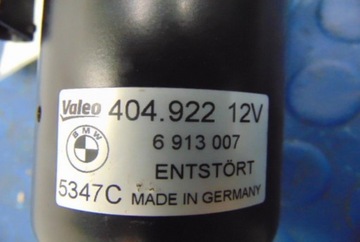 Valeo 404.922 12V
BMW 6 913 007
ENTSTÖRT
5347C MADE IN GERMANY